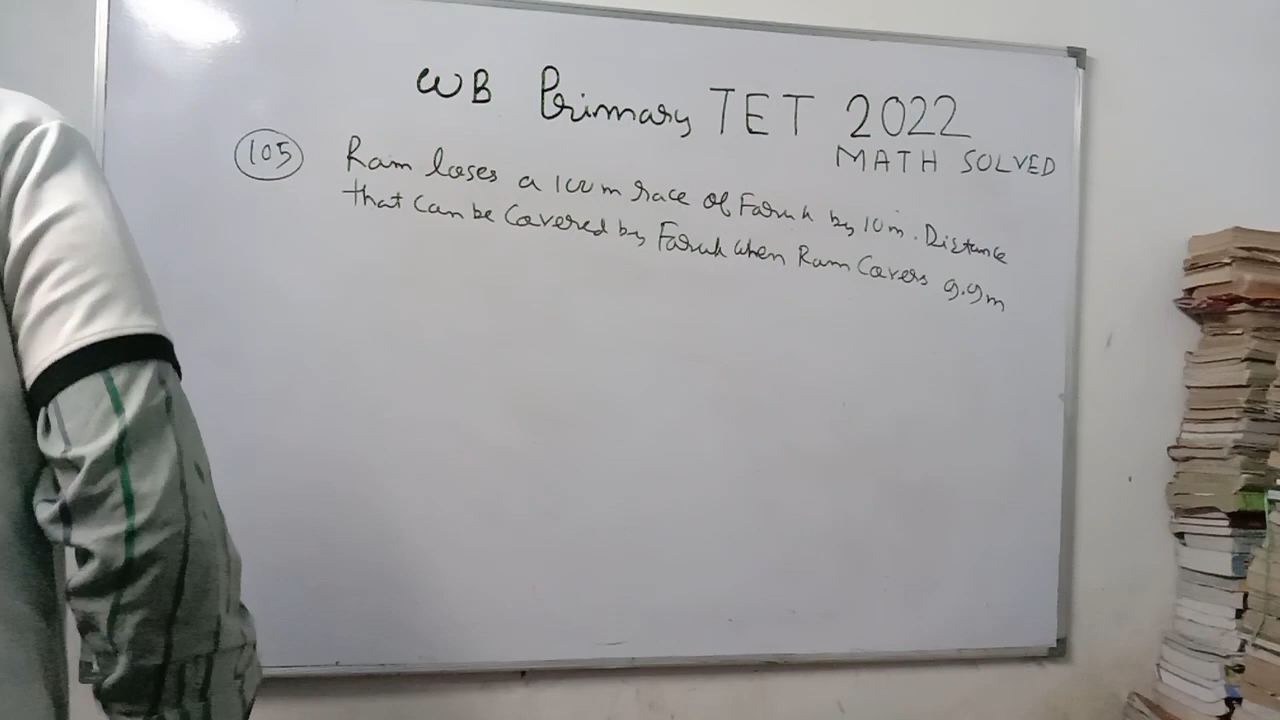 WB Primary TET 2022
MATH SOLVED
105 Ram loses a 100m race of Faruk by 10m. Distance
that can be covered by Faruk when Ram Covers 9.9m